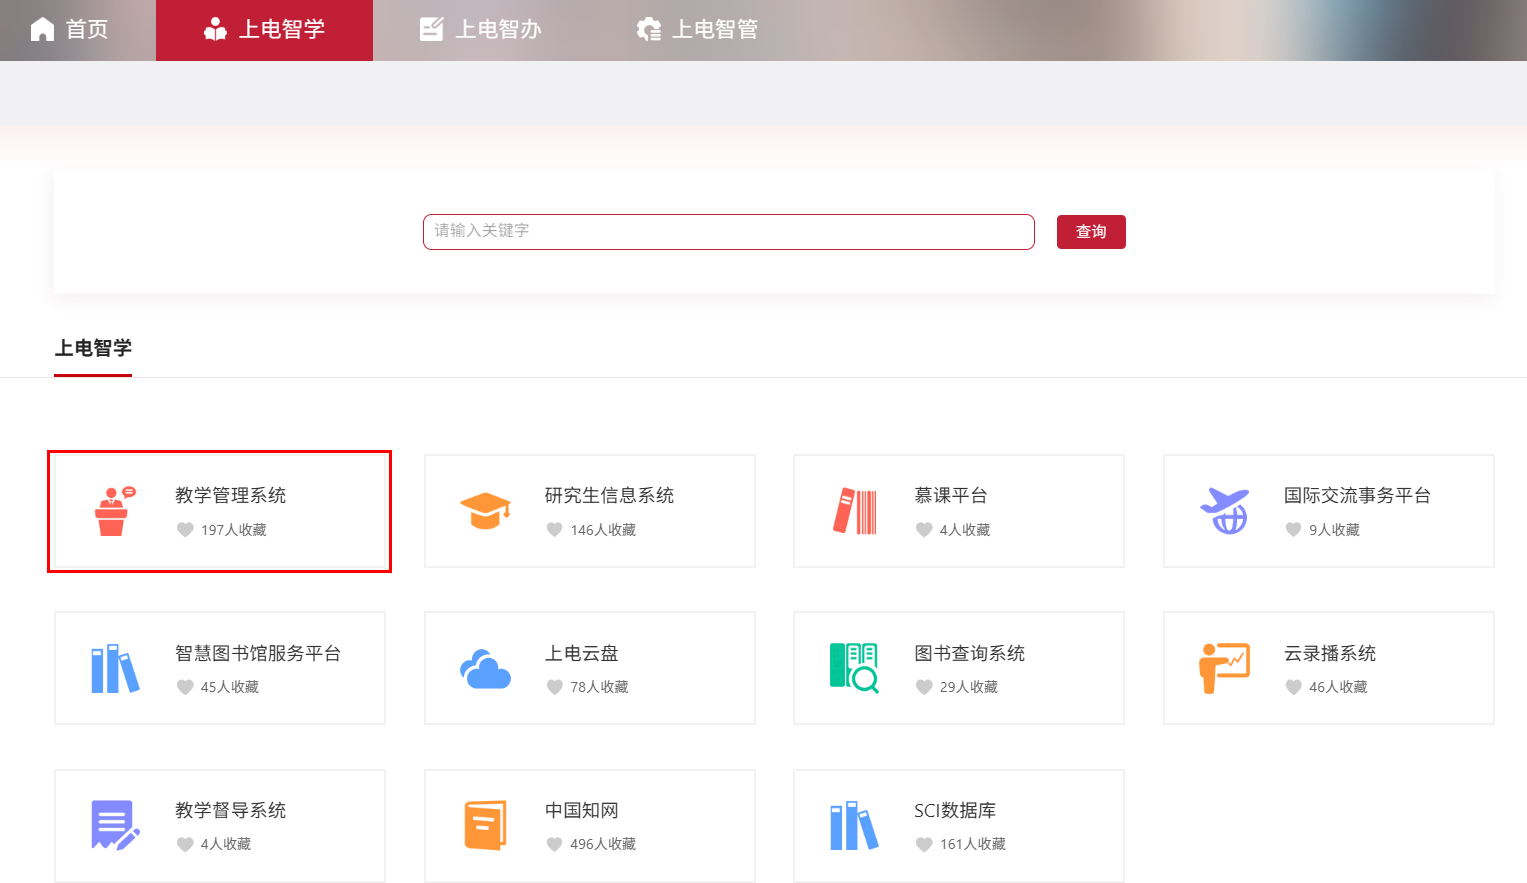 首页 上电智学 上电智办 上电智管
请输入关键字 查询
上电智学
教学管理系统
197人收藏
研究生信息系统
146人收藏
慕课平台
4人收藏
国际交流事务平台
9人收藏
智慧图书馆服务平台
45人收藏
上电云盘
78人收藏
图书查询系统
29人收藏
云录播系统
46人收藏
教学督导系统
4人收藏
中国知网
496人收藏
SCI数据库
161人收藏